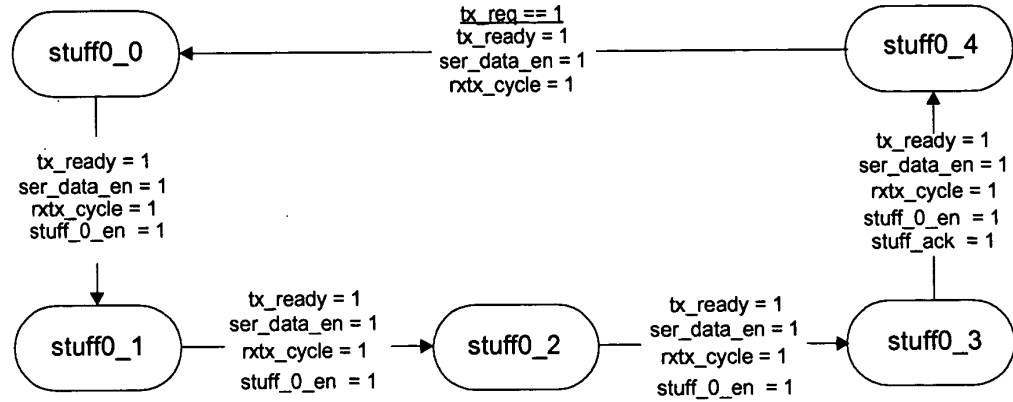 tx_req == 1
tx_ready = 1
ser_data_en = 1
rxtx_cycle = 1
stuff0_0
stuff0_4
tx_ready = 1
ser_data_en = 1
rxtx_cycle = 1
stuff_0_en = 1
tx_ready = 1
ser_data_en = 1
rxtx_cycle = 1
stuff_0_en = 1
stuff_ack = 1
stuff0_1
tx_ready = 1
ser_data_en = 1
rxtx_cycle = 1
stuff_0_en = 1
stuff0_2
tx_ready = 1
ser_data_en = 1
rxtx_cycle = 1
stuff_0_en = 1
stuff0_3